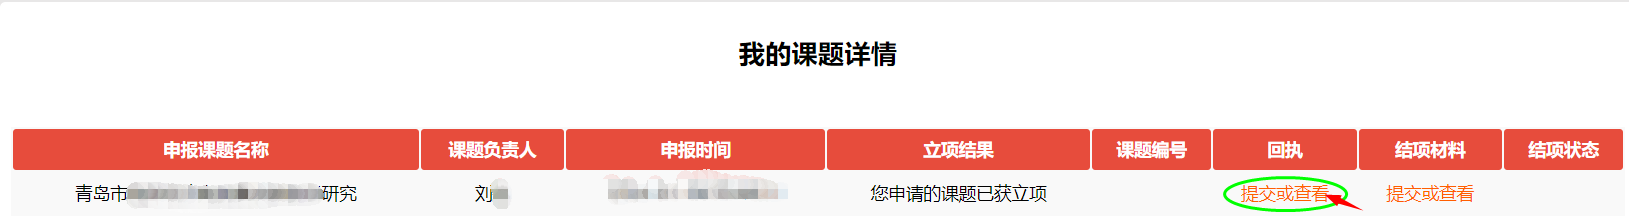 我的课题详情
申报课题名称 课题负责人 申报时间 立项结果 课题编号 回执 结项材料 结项状态
青岛市 研究 刘 您申请的课题已获立项 提交或查看 提交或查看